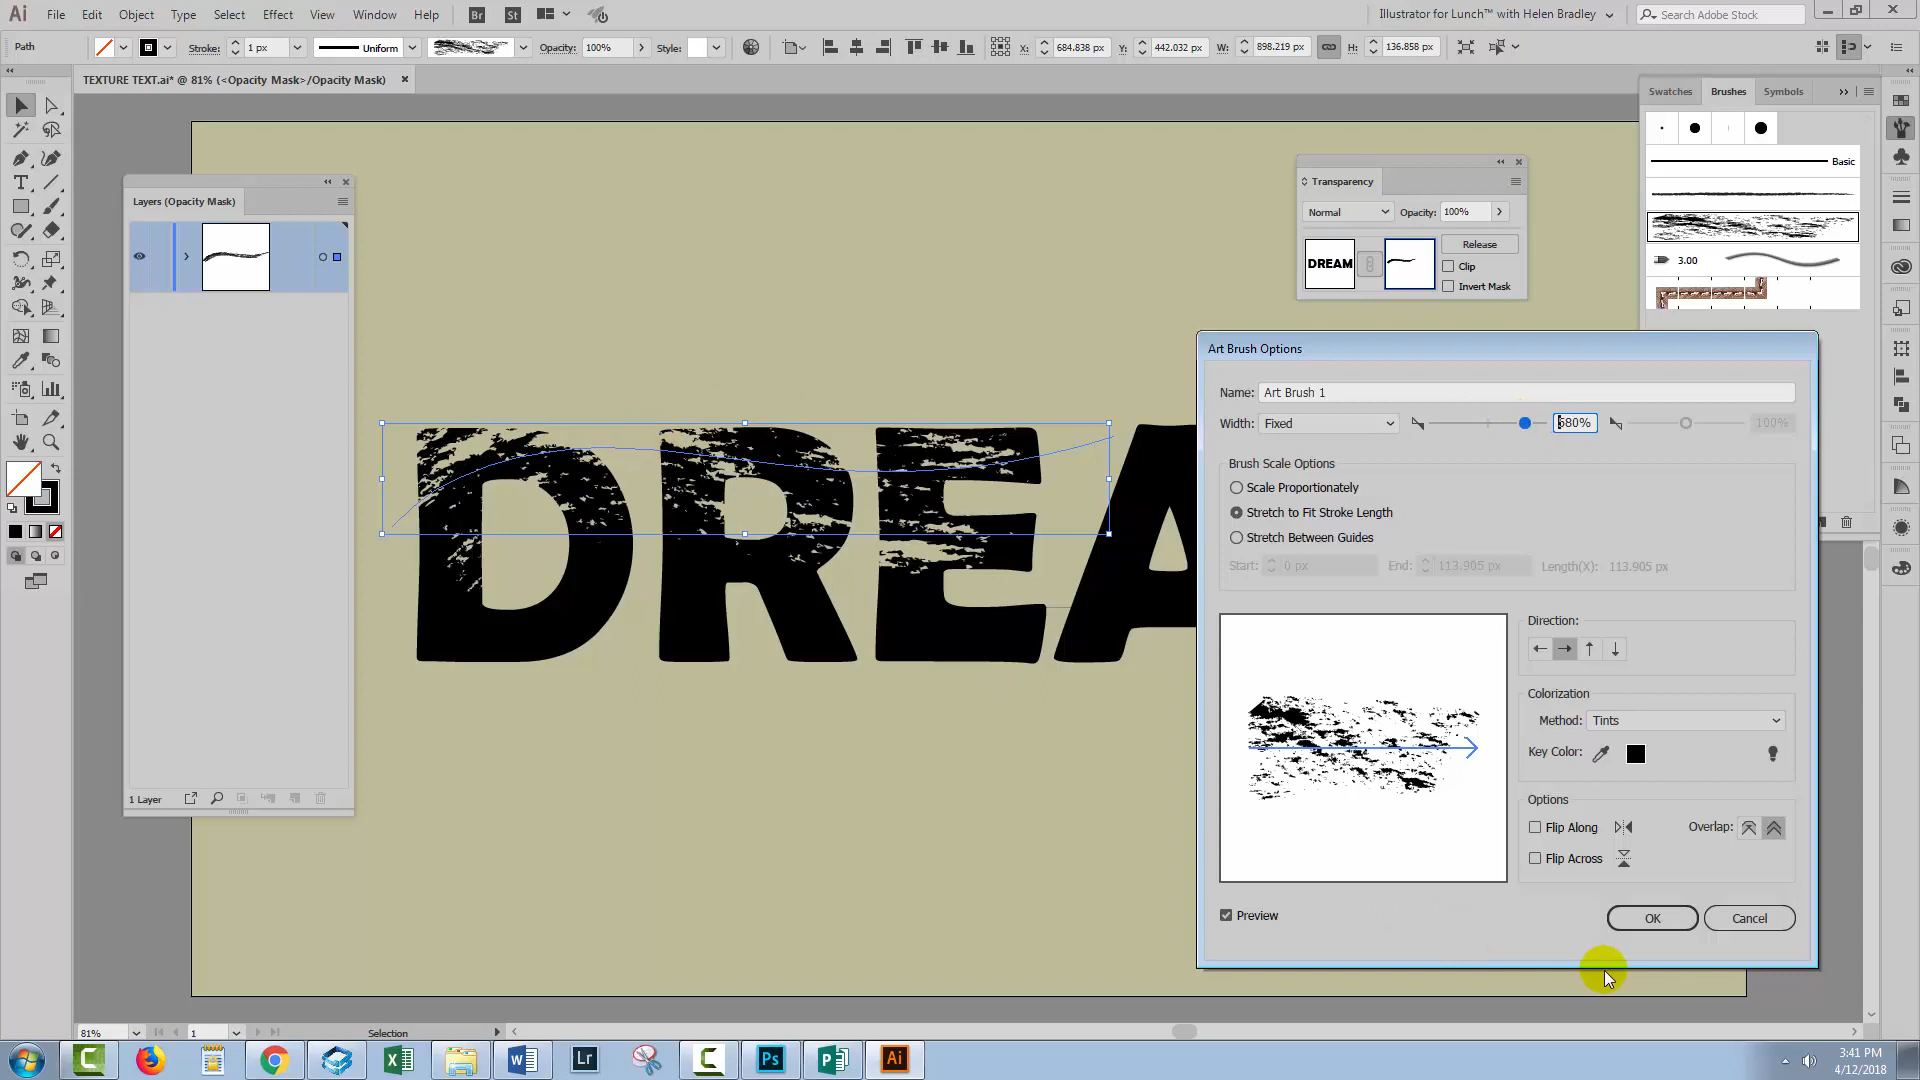 Ai File Edit Object Type Select Effect View Window Help Br St Illustrator for Lunch™ with Helen Bradley Search Adobe Stock
Path Stroke: 1 px Uniform Opacity: 100% Style: X: 684.838 px Y: 442.032 px W: 898.219 px H: 136.858 px
TEXTURE TEXT.ai* @ 81% (<Opacity Mask>/Opacity Mask)
Swatches Brushes Symbols
Basic
3.00
Layers (Opacity Mask)
1 Layer
Transparency
Normal Opacity: 100%
DREAM
Release
Clip
Invert Mask
DREA
Art Brush Options
Name: Art Brush 1
Width: Fixed 680% 100%
Brush Scale Options
Scale Proportionately
Stretch to Fit Stroke Length
Stretch Between Guides
Start: 0 px End: 113.905 px Length(X): 113.905 px
Direction:
Colorization
Method: Tints
Key Color:
Options
Flip Along Overlap:
Flip Across
Preview
OK Cancel
81% 1 Selection
Lr Ps Ai
3:41 PM
4/12/2018